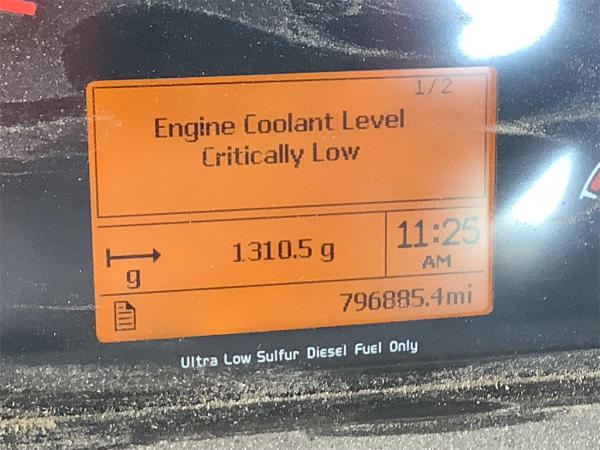 1/2
Engine Coolant Level
Critically Low
g
1310.5 g
11:25
AM
796885.4mi
Ultra Low Sulfur Diesel Fuel Only